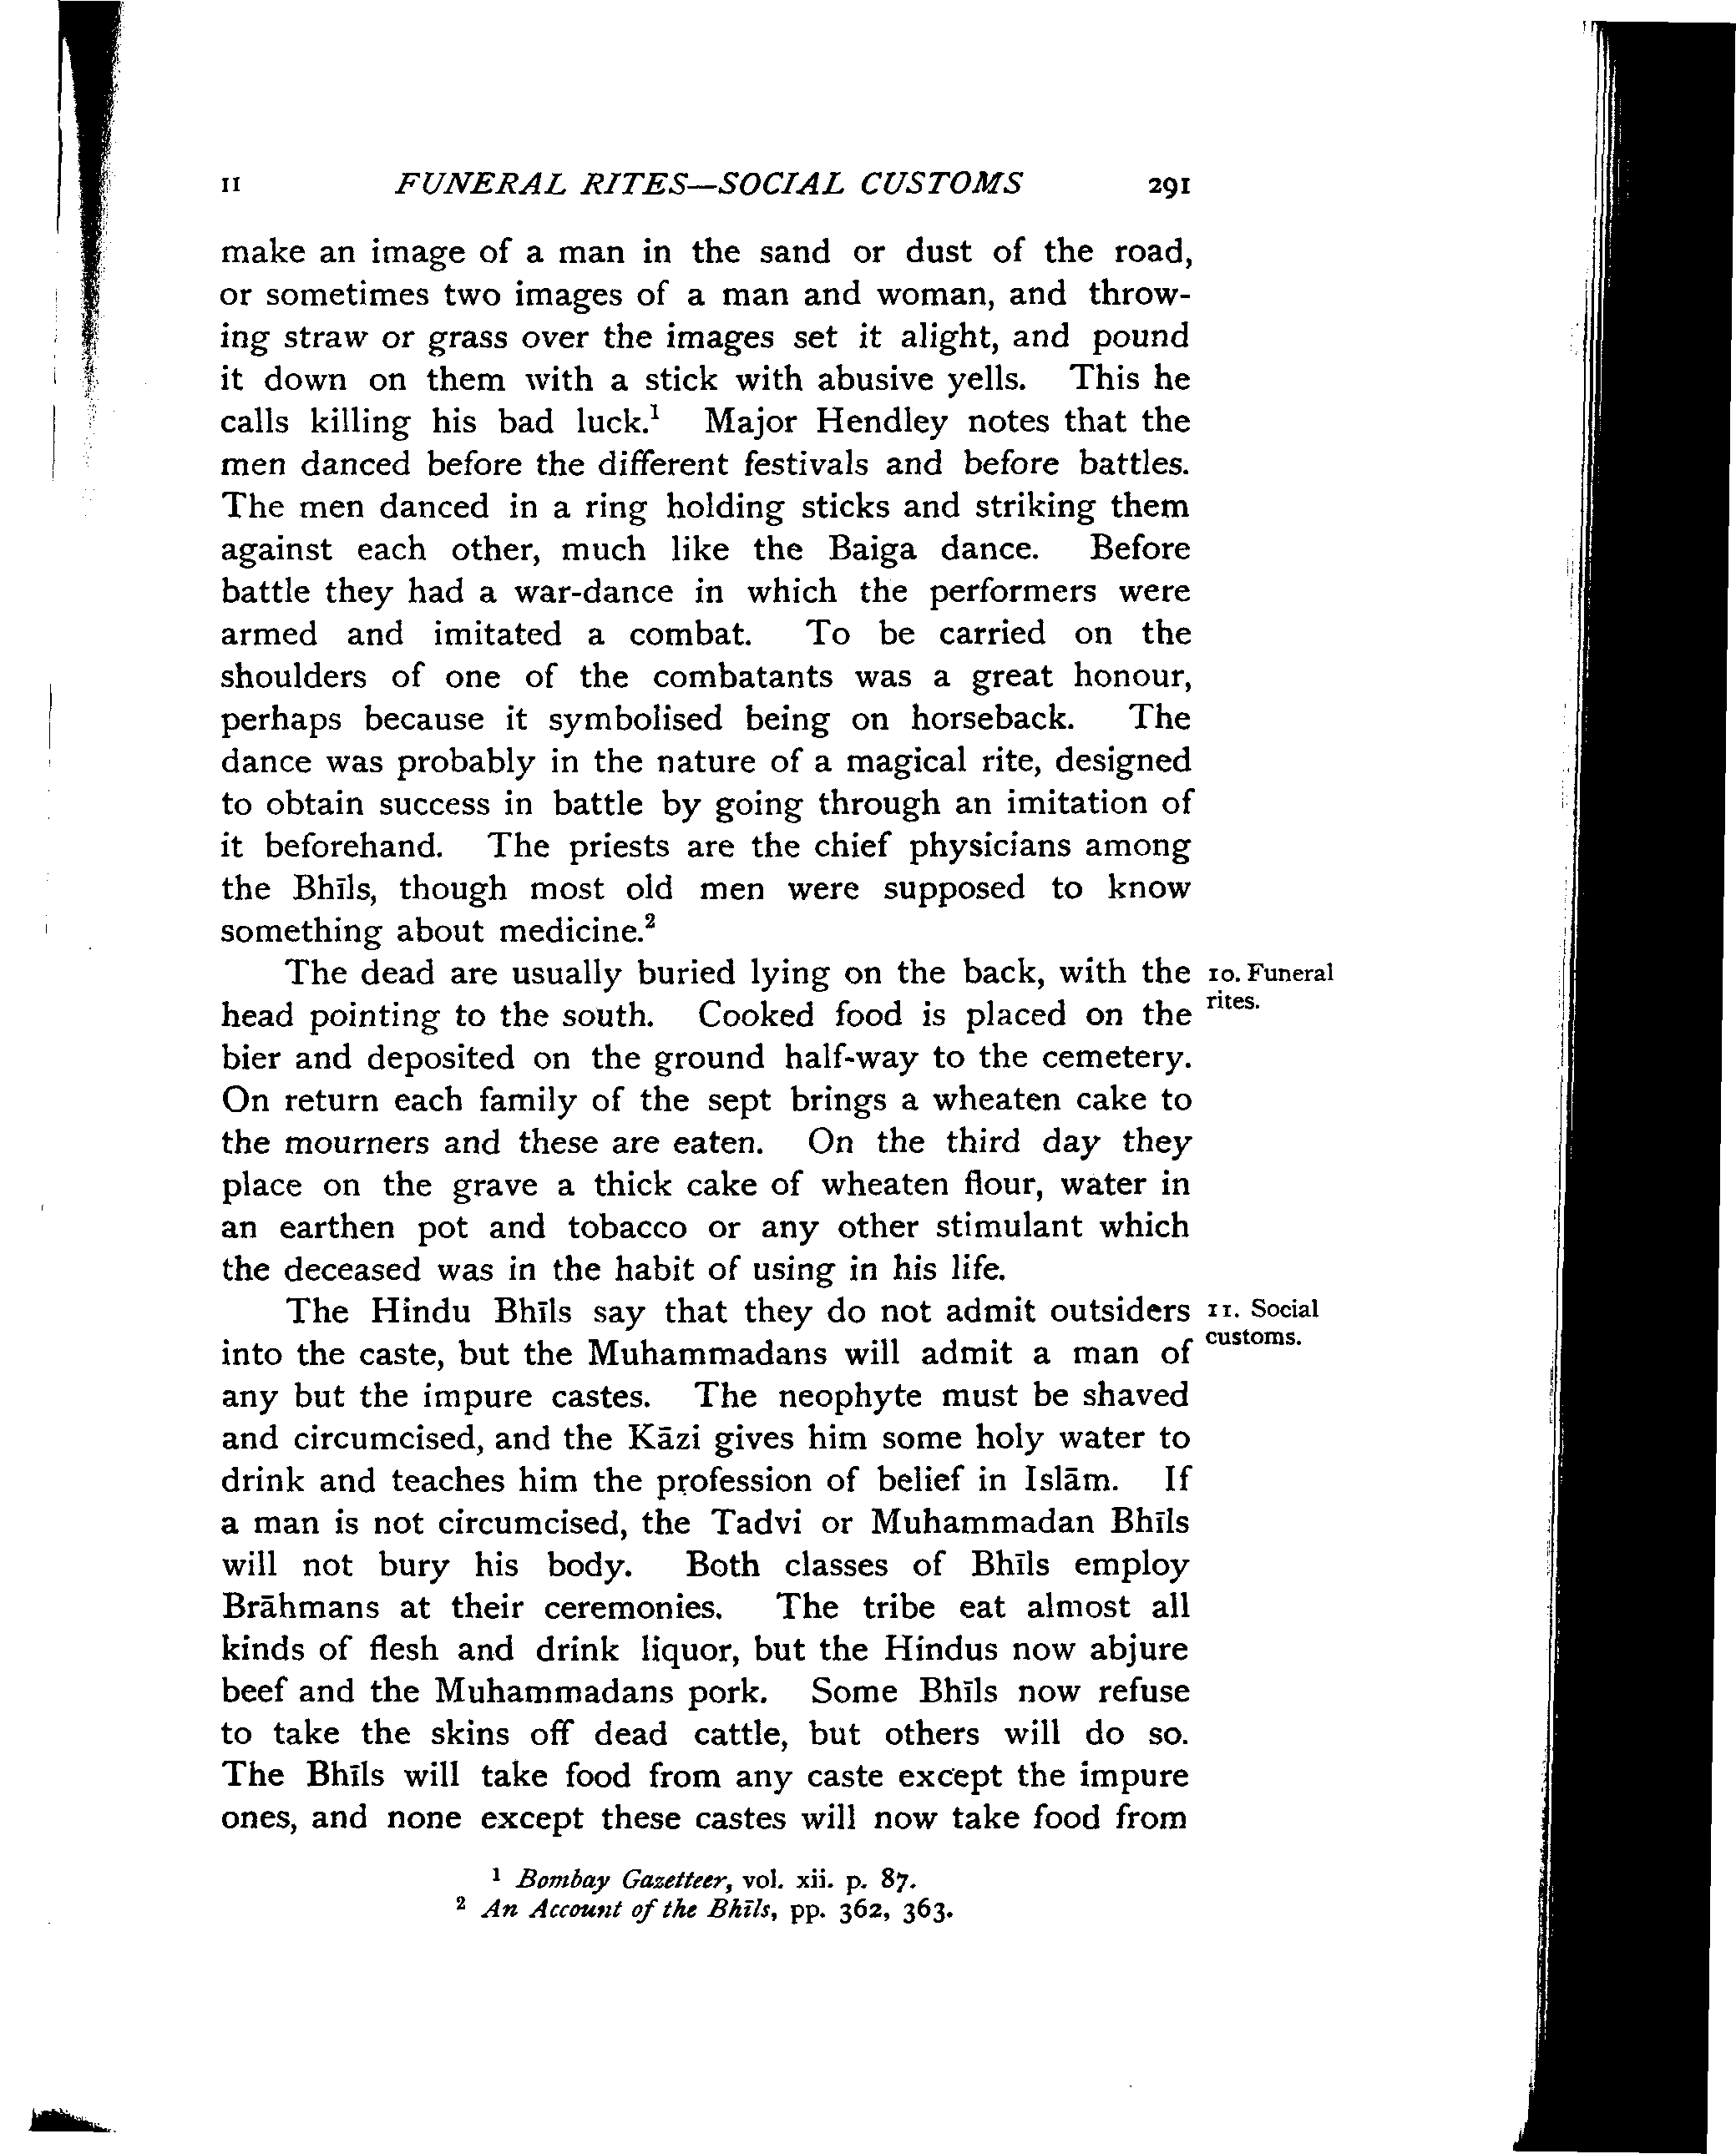 11 FUNERAL RITES—SOCIAL CUSTOMS 291
make an image of a man in the sand or dust of the road,
or sometimes two images of a man and woman, and throw-
ing straw or grass over the images set it alight, and pound
it down on them with a stick with abusive yells. This he
calls killing his bad luck.¹ Major Hendley notes that the
men danced before the different festivals and before battles.
The men danced in a ring holding sticks and striking them
against each other, much like the Baiga dance. Before
battle they had a war-dance in which the performers were
armed and imitated a combat. To be carried on the
shoulders of one of the combatants was a great honour,
perhaps because it symbolised being on horseback. The
dance was probably in the nature of a magical rite, designed
to obtain success in battle by going through an imitation of
it beforehand. The priests are the chief physicians among
the Bhīls, though most old men were supposed to know
something about medicine.²
The dead are usually buried lying on the back, with the
10. Funeral
rites.
head pointing to the south. Cooked food is placed on the
bier and deposited on the ground half-way to the cemetery.
On return each family of the sept brings a wheaten cake to
the mourners and these are eaten. On the third day they
place on the grave a thick cake of wheaten flour, water in
an earthen pot and tobacco or any other stimulant which
the deceased was in the habit of using in his life.
The Hindu Bhīls say that they do not admit outsiders
11. Social
customs.
into the caste, but the Muhammadans will admit a man of
any but the impure castes. The neophyte must be shaved
and circumcised, and the Kāzi gives him some holy water to
drink and teaches him the profession of belief in Islām. If
a man is not circumcised, the Tadvi or Muhammadan Bhīls
will not bury his body. Both classes of Bhīls employ
Brāhmans at their ceremonies. The tribe eat almost all
kinds of flesh and drink liquor, but the Hindus now abjure
beef and the Muhammadans pork. Some Bhīls now refuse
to take the skins off dead cattle, but others will do so.
The Bhīls will take food from any caste except the impure
ones, and none except these castes will now take food from
¹ Bombay Gazetteer, vol. xii. p. 87.
² An Account of the Bhīls, pp. 362, 363.